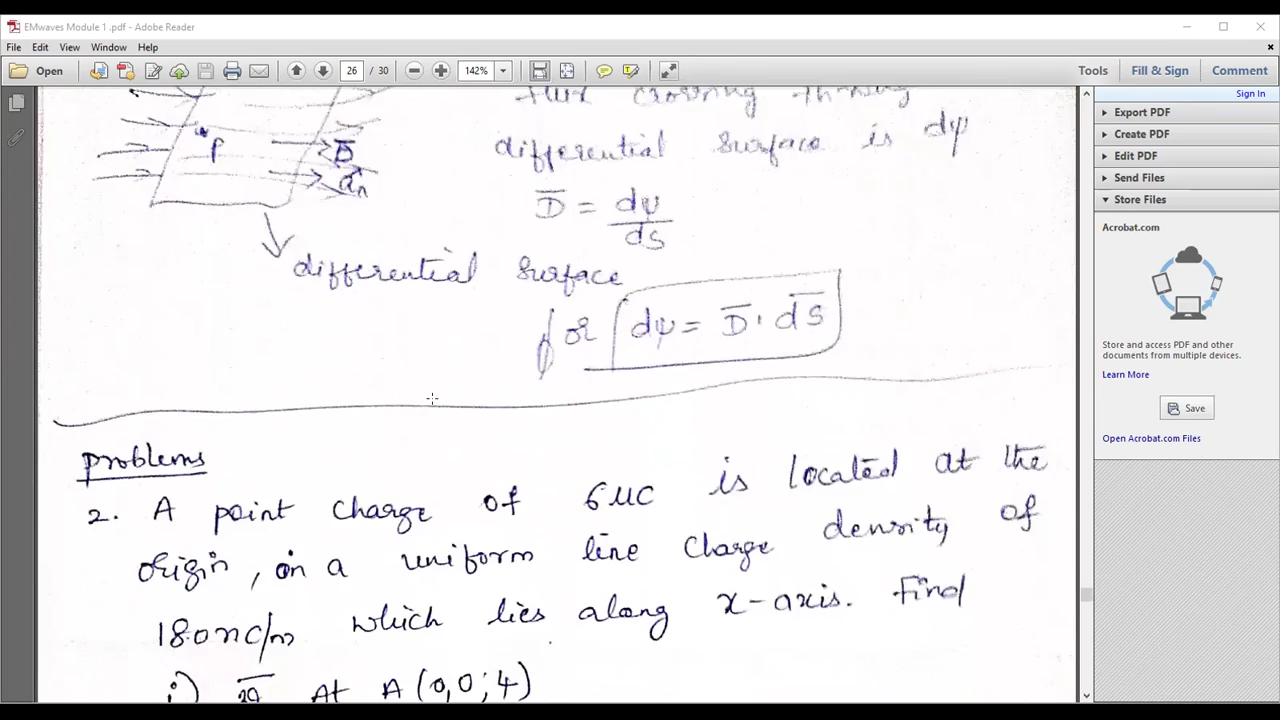 EMwaves Module 1 .pdf - Adobe Reader
File Edit View Window Help
Open 26 / 30 142% Tools Fill & Sign Comment
Sign In
Export PDF
Create PDF
Edit PDF
Send Files
Store Files
Acrobat.com
Store and access PDF and other
documents from multiple devices.
Learn More
Save
Open Acrobat.com Files
flux crossing
differential surface is dψ
P D̅
a̅n
D̅ = dψ
dS
differential surface
or dψ = D̅ . dS̅
problems
2. A point charge of 6μC is located at the
origin, on a uniform line charge density of
180nC/m which lies along x-axis. Find
i) At A(0,0,4)